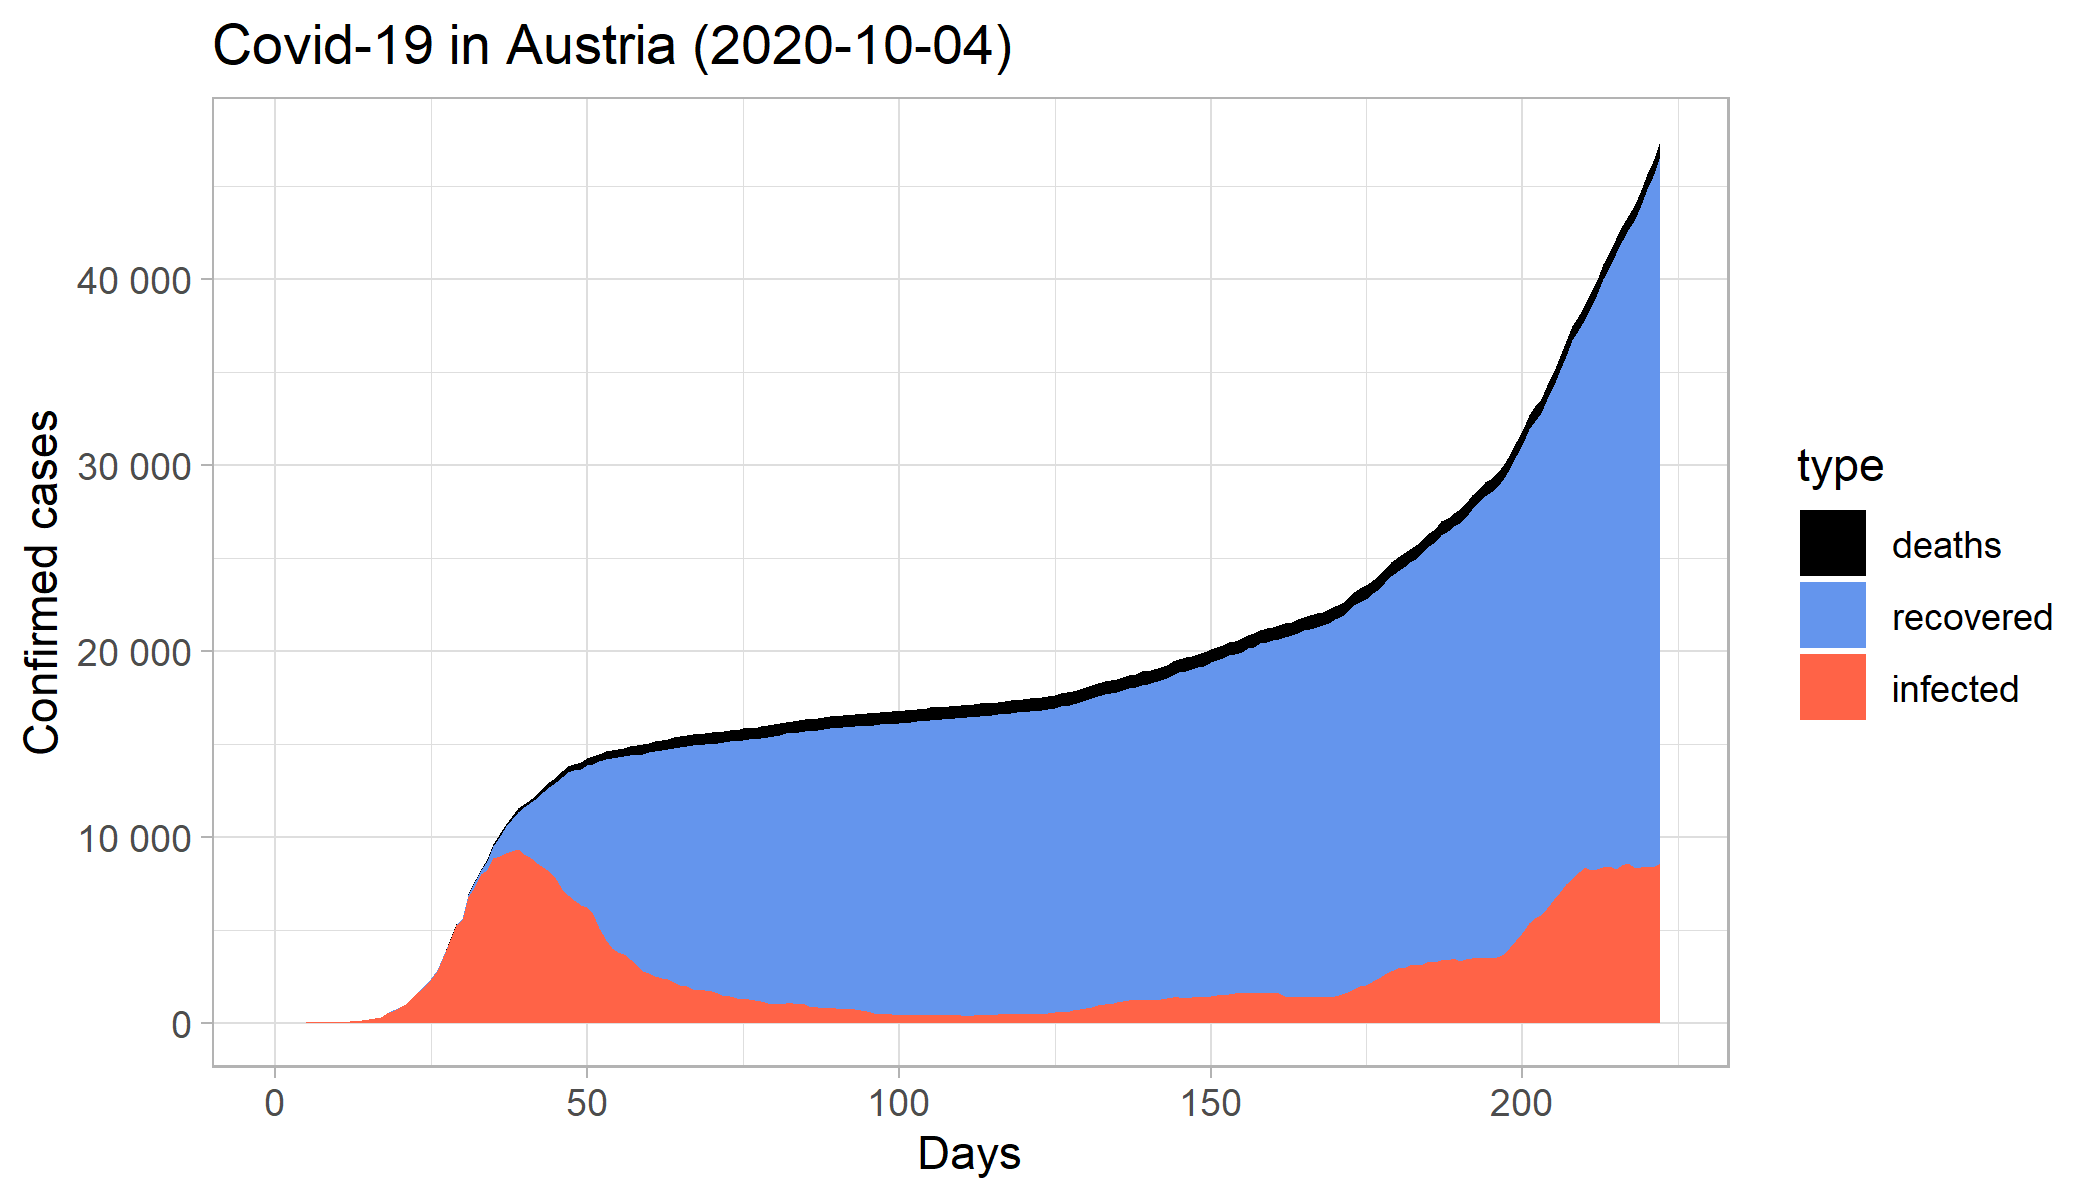 Covid-19 in Austria (2020-10-04)
Confirmed cases
40 000
30 000
20 000
10 000
0
0 50 100 150 200
Days
type
deaths
recovered
infected